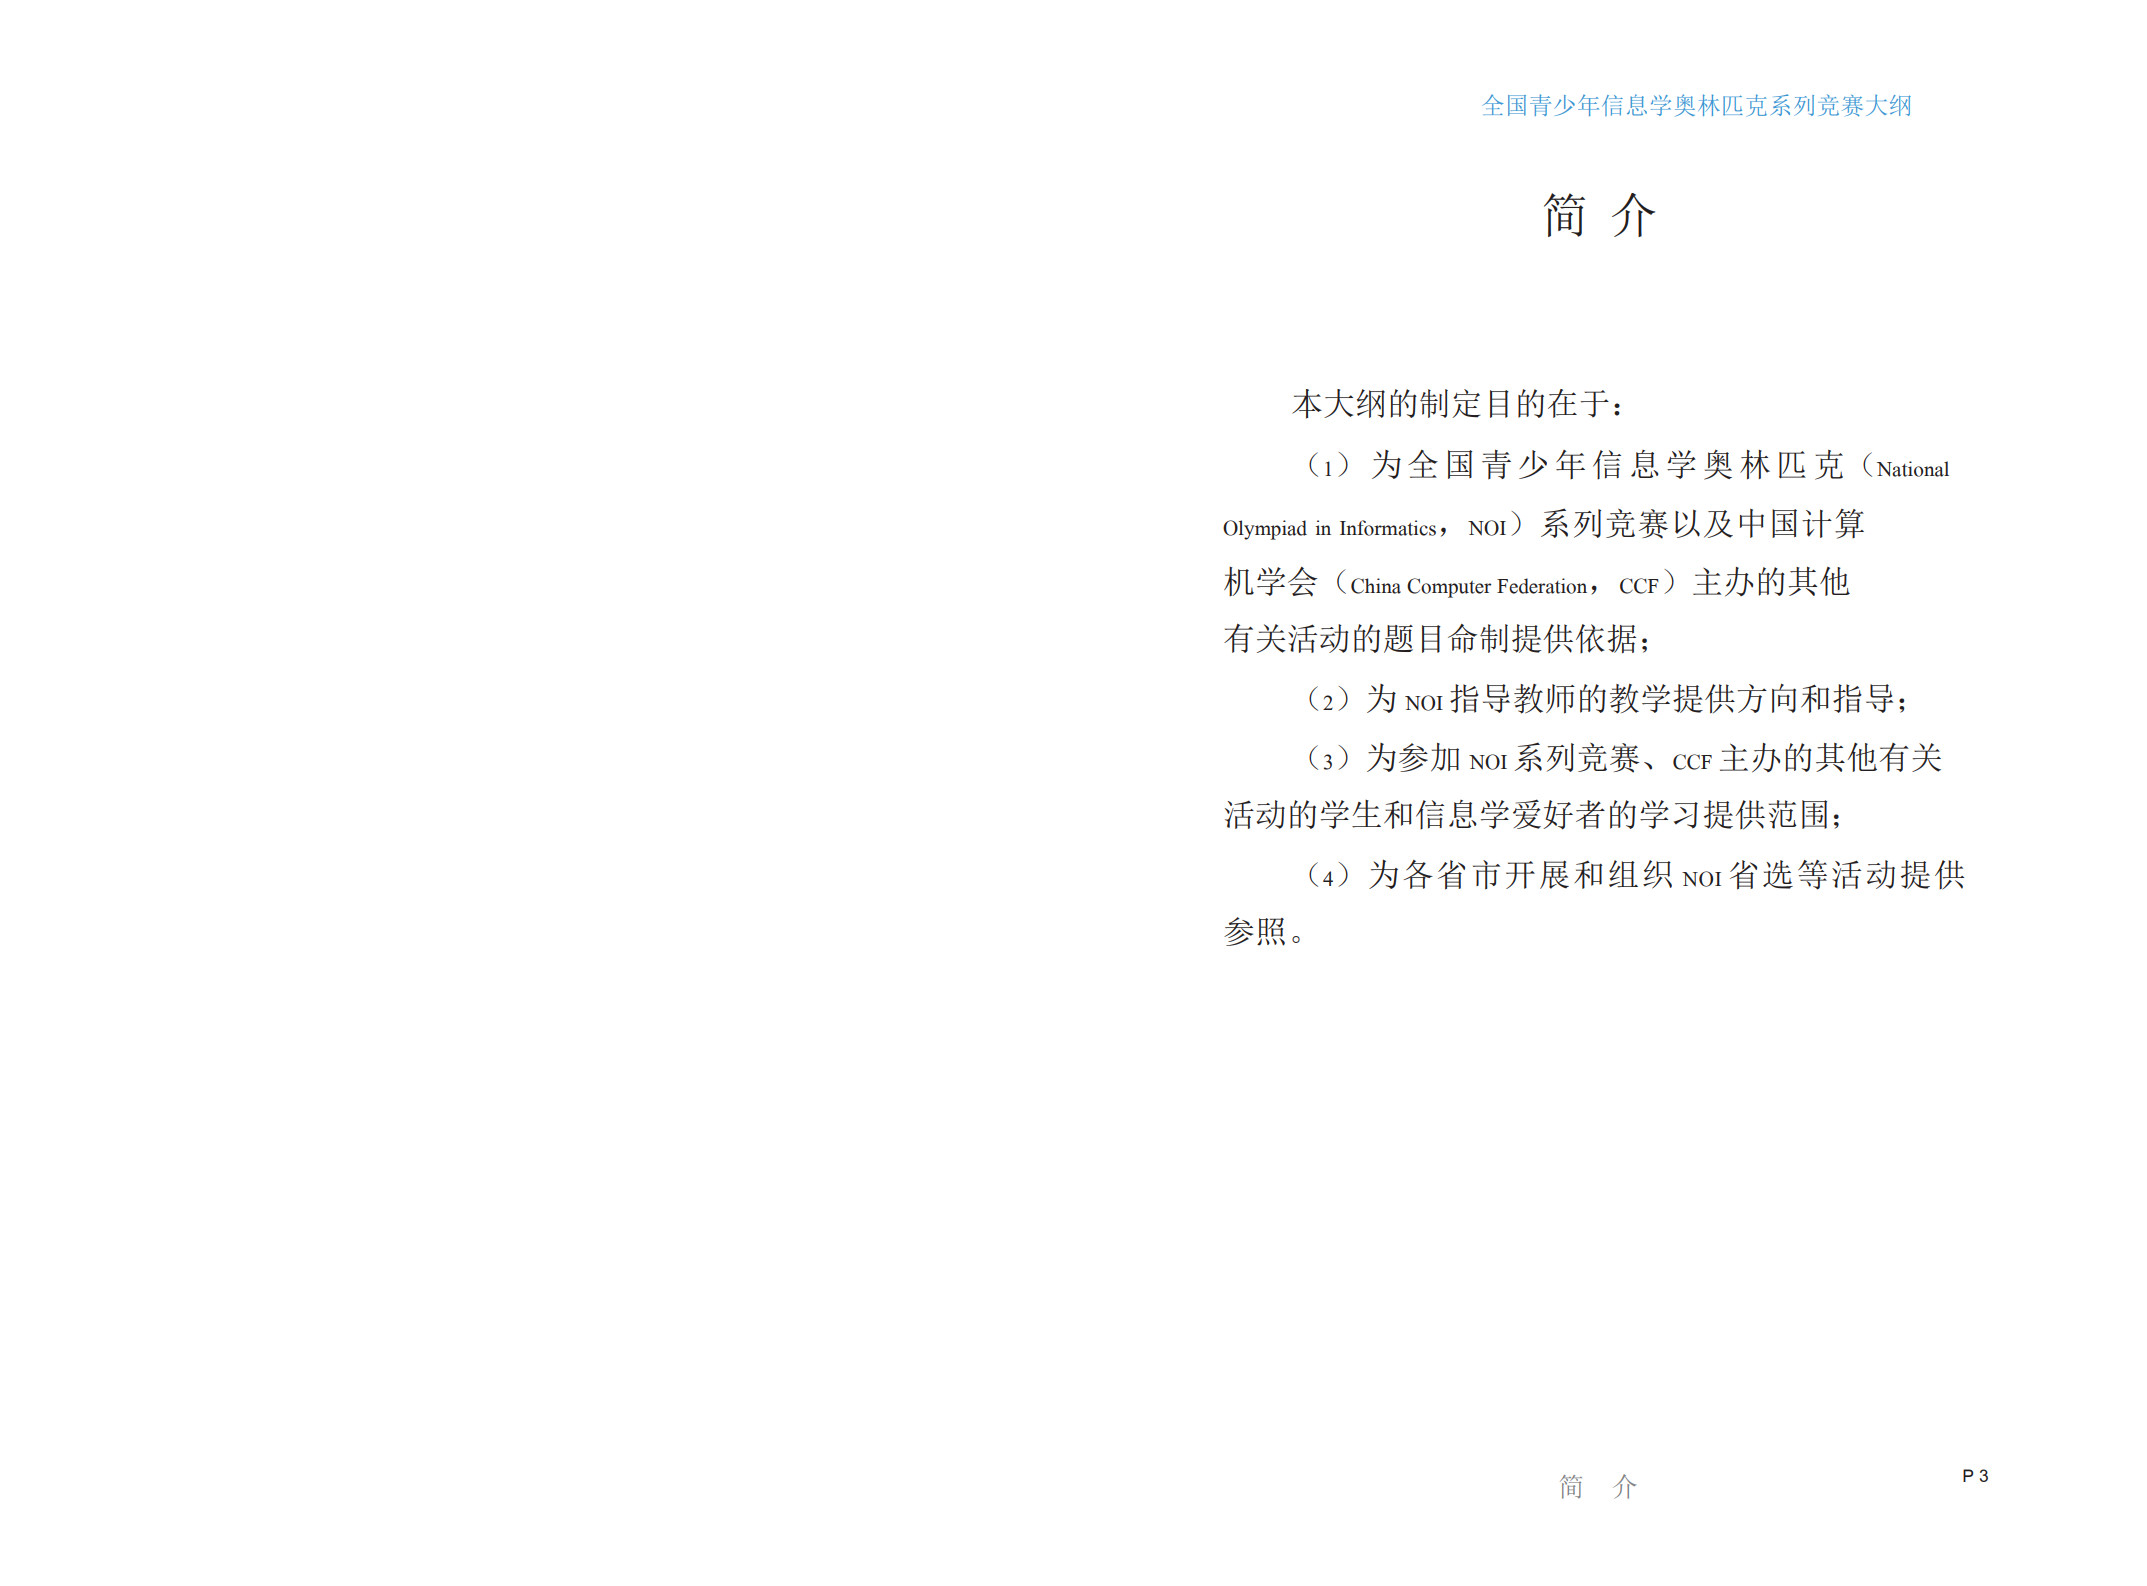 全国青少年信息学奥林匹克系列竞赛大纲
简 介
本大纲的制定目的在于：
（1）为全国青少年信息学奥林匹克（National
Olympiad in Informatics，NOI）系列竞赛以及中国计算
机学会（China Computer Federation，CCF）主办的其他
有关活动的题目命制提供依据；
（2）为 NOI 指导教师的教学提供方向和指导；
（3）为参加 NOI 系列竞赛、CCF 主办的其他有关
活动的学生和信息学爱好者的学习提供范围；
（4）为各省市开展和组织 NOI 省选等活动提供
参照。
简 介
P 3